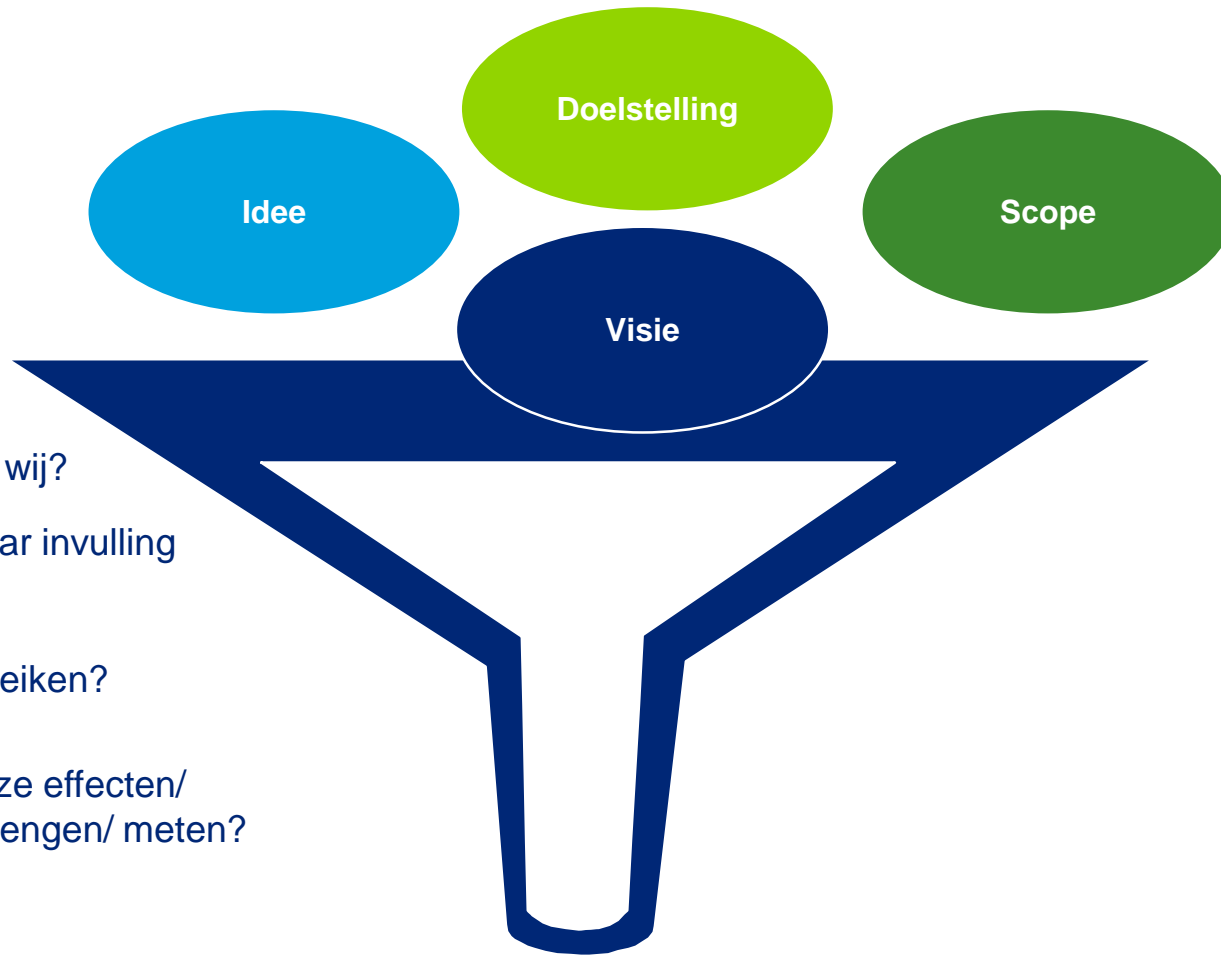 Doelstelling
Idee
Scope
Visie
wij?
ar invulling
eiken?
ze effecten/
engen/ meten?